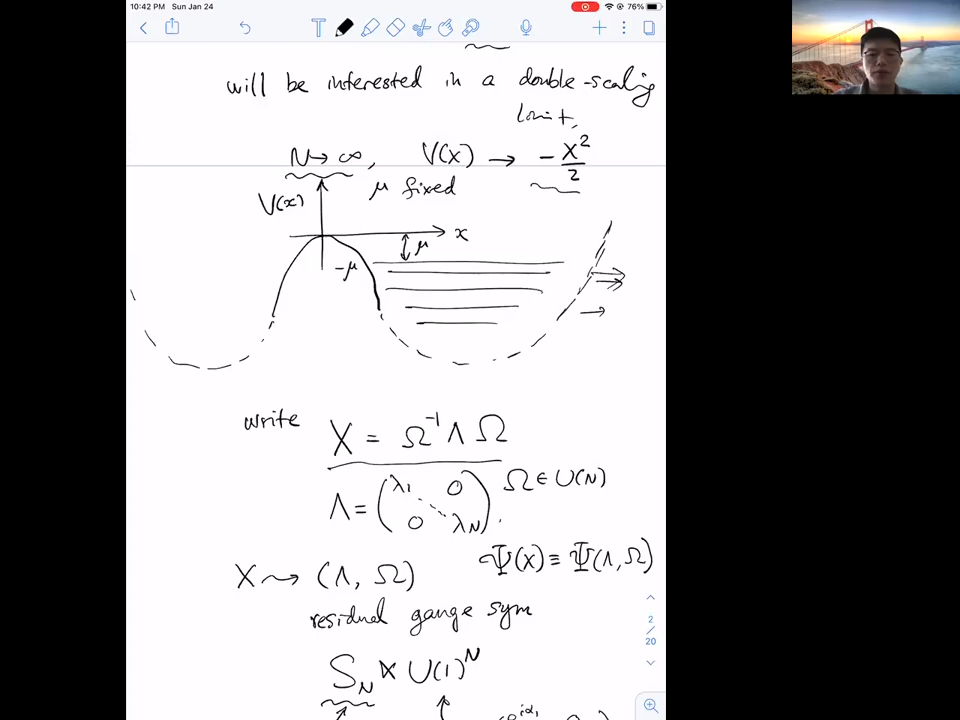 10:42 PM Sun Jan 24
76%
will be interested in a double-scaling
limit,
N→∞, V(x) → -x²/2
μ fixed
V(x)
x
μ
-μ
write X = Ω⁻¹ Λ Ω
Λ = (λ₁ 0 0 λN) Ω ∈ U(N)
X ⇝ (Λ, Ω) Ψ(X) ≡ Ψ(Λ, Ω)
residual gauge sym
S_N ⋉ U(1)^N
2
/
20